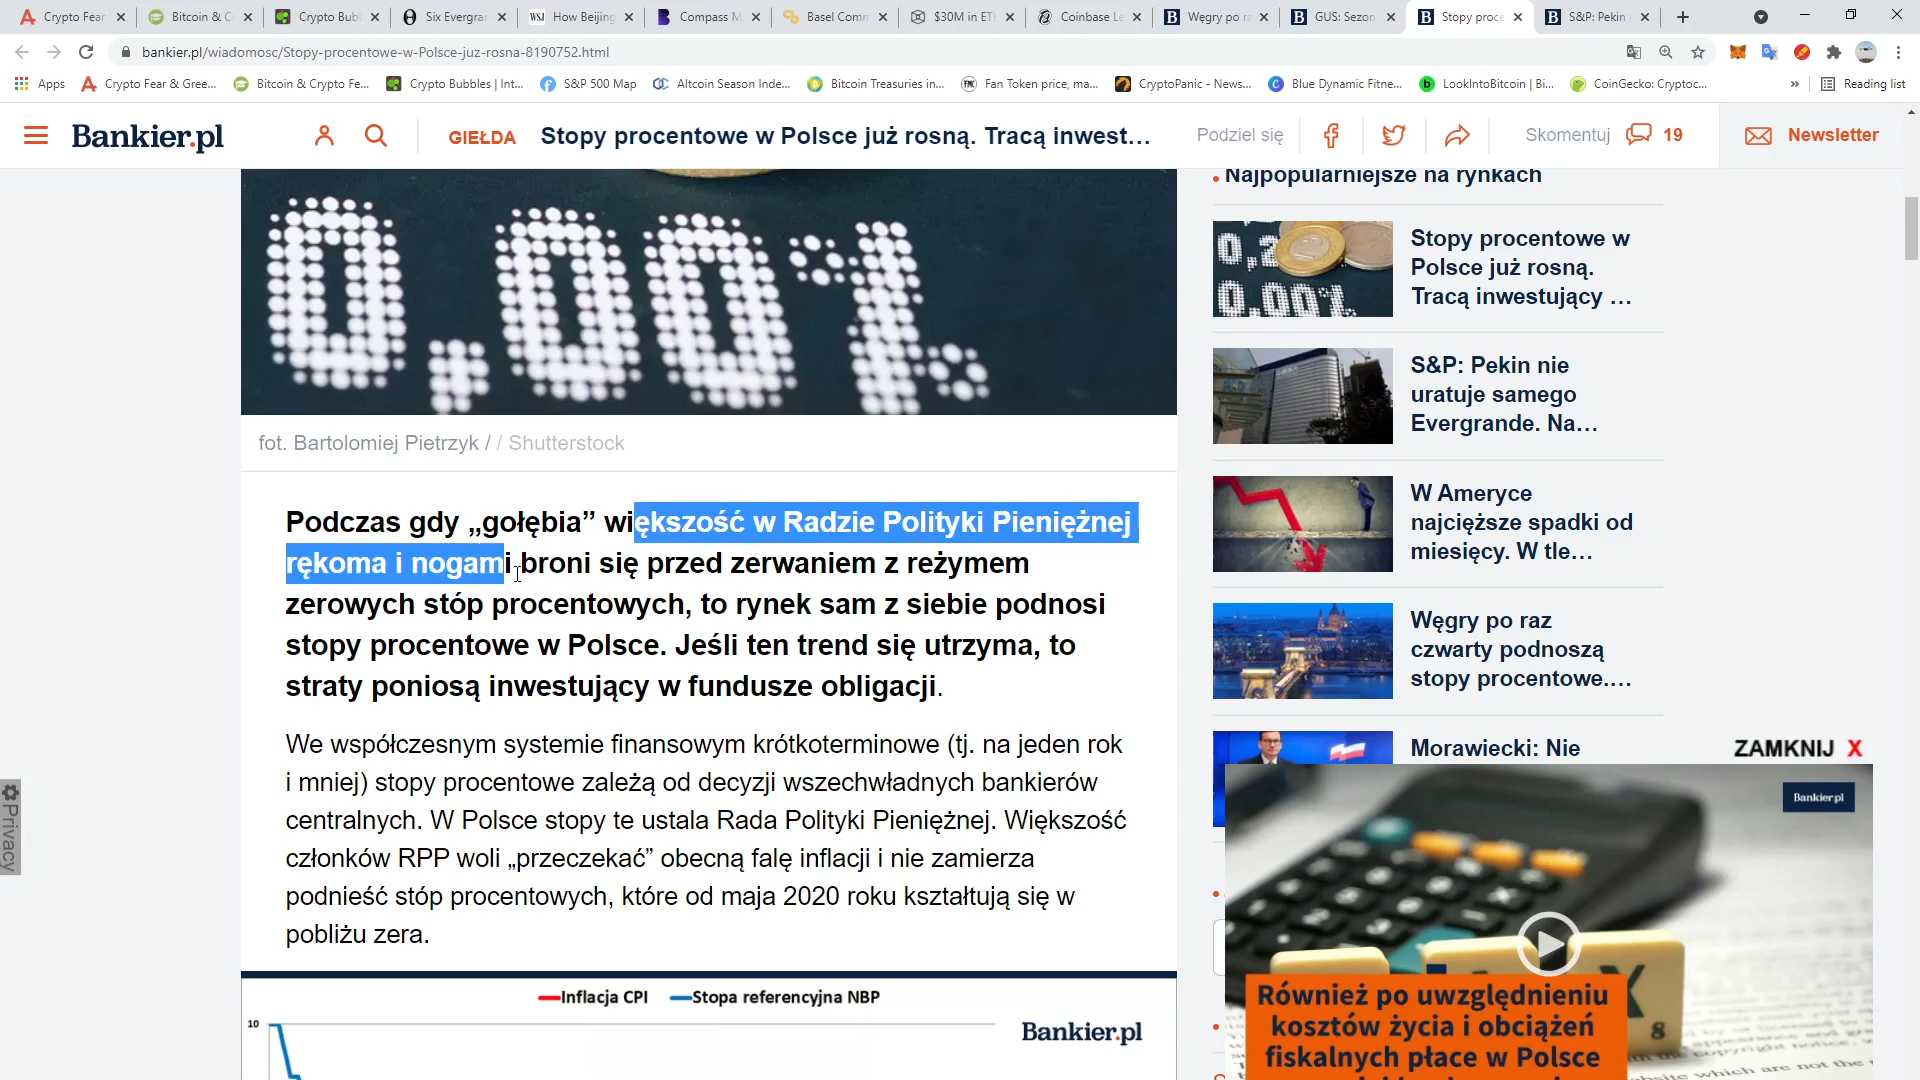 Crypto Fear
Bitcoin & C
Crypto Bubl
Six Evergra
How Beijing
Compass M
Basel Comn
$30M in ETH
Coinbase Le
Węgry po ra
GUS: Sezon
Stopy proce
S&P: Pekin
bankier.pl/wiadomosc/Stopy-procentowe-w-Polsce-juz-rosna-8190752.html
Apps
Crypto Fear & Gree...
Bitcoin & Crypto Fe...
Crypto Bubbles | Int...
S&P 500 Map
Altcoin Season Inde...
Bitcoin Treasuries in...
Fan Token price, ma...
CryptoPanic - News...
Blue Dynamic Fitne...
LookIntoBitcoin | Bi...
CoinGecko: Cryptoc...
»
Reading list
Bankier.pl
GIEŁDA
Stopy procentowe w Polsce już rosną. Tracą inwest...
Podziel się
Skomentuj
19
Newsletter
0,00%
fot. Bartolomiej Pietrzyk / / Shutterstock
Podczas gdy „gołębia” większość w Radzie Polityki Pieniężnej
rękoma i nogami broni się przed zerwaniem z reżymem
zerowych stóp procentowych, to rynek sam z siebie podnosi
stopy procentowe w Polsce. Jeśli ten trend się utrzyma, to
straty poniosą inwestujący w fundusze obligacji.
We współczesnym systemie finansowym krótkoterminowe (tj. na jeden rok
i mniej) stopy procentowe zależą od decyzji wszechwładnych bankierów
centralnych. W Polsce stopy te ustala Rada Polityki Pieniężnej. Większość
członków RPP woli „przeczekać” obecną falę inflacji i nie zamierza
podnieść stóp procentowych, które od maja 2020 roku kształtują się w
pobliżu zera.
Inflacja CPI
Stopa referencyjna NBP
10
Bankier.pl
Najpopularniejsze na rynkach
0,2
0,00%
Stopy procentowe w
Polsce już rosną.
Tracą inwestujący ...
S&P: Pekin nie
uratuje samego
Evergrande. Na...
W Ameryce
najcięższe spadki od
miesięcy. W tle...
Węgry po raz
czwarty podnoszą
stopy procentowe....
Morawiecki: Nie
ZAMKNIJ X
Bankier.pl
X
8
Również po uwzględnieniu
kosztów życia i obciążeń
fiskalnych płace w Polsce
Privacy